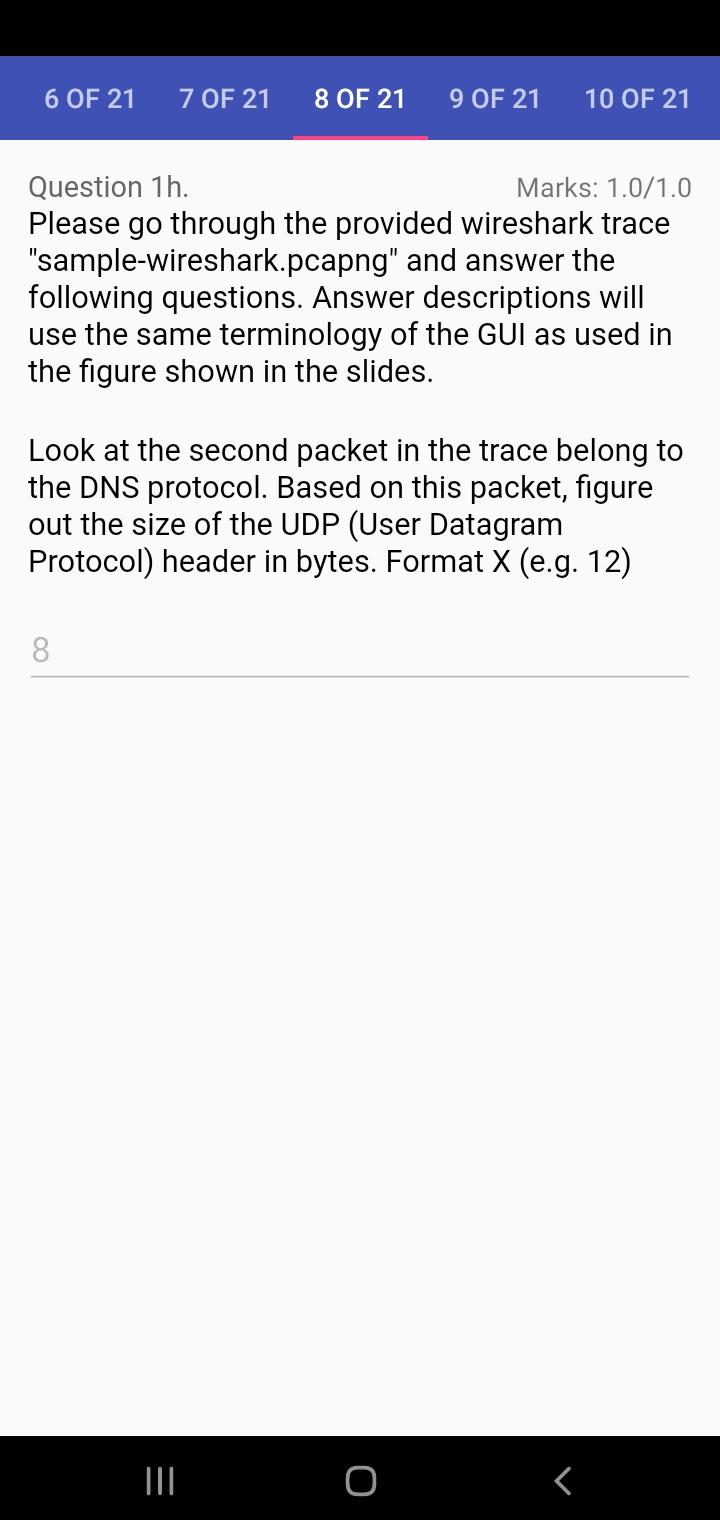 6 OF 21 7 OF 21 8 OF 21 9 OF 21 10 OF 21
Question 1h. Marks: 1.0/1.0
Please go through the provided wireshark trace
"sample-wireshark.pcapng" and answer the
following questions. Answer descriptions will
use the same terminology of the GUI as used in
the figure shown in the slides.
Look at the second packet in the trace belong to
the DNS protocol. Based on this packet, figure
out the size of the UDP (User Datagram
Protocol) header in bytes. Format X (e.g. 12)
8